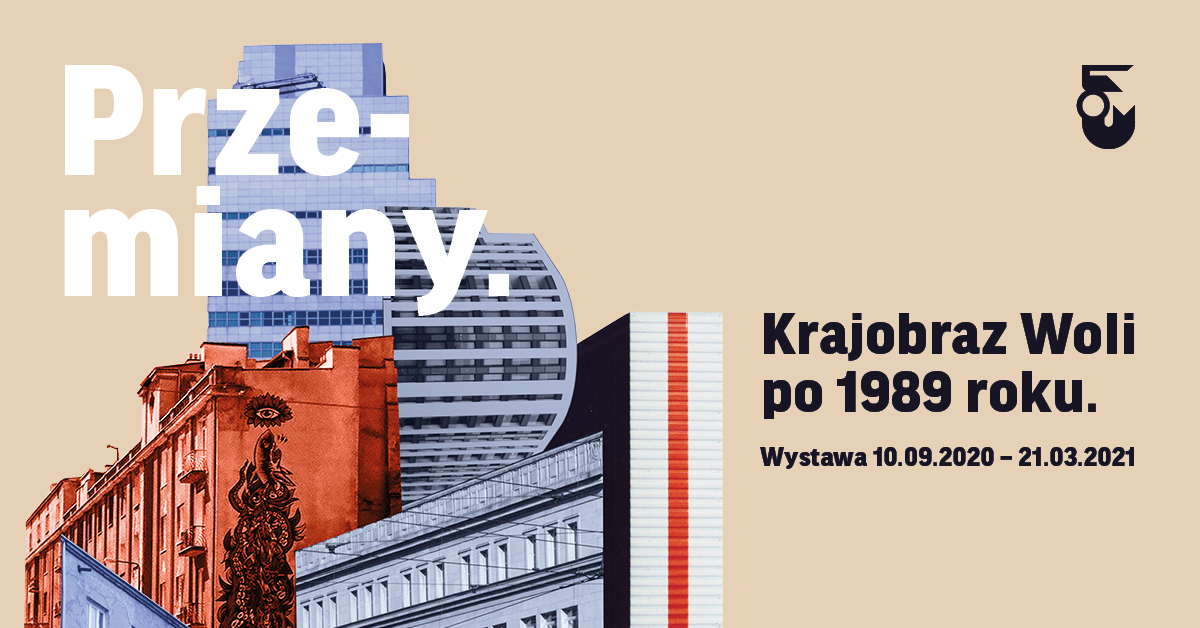 Prze-
miany.
Krajobraz Woli
po 1989 roku.
Wystawa 10.09.2020 – 21.03.2021